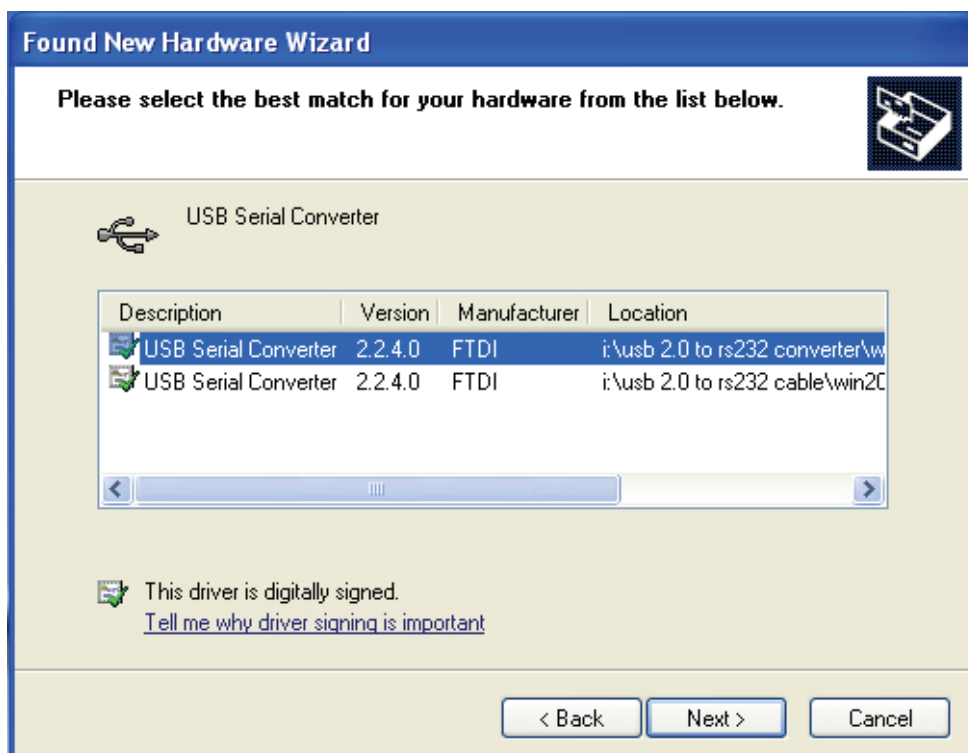 Found New Hardware Wizard
Please select the best match for your hardware from the list below.
USB Serial Converter
Description Version Manufacturer Location
USB Serial Converter 2.2.4.0 FTDI i:\usb 2.0 to rs232 converter\w
USB Serial Converter 2.2.4.0 FTDI i:\usb 2.0 to rs232 cable\win20
This driver is digitally signed.
Tell me why driver signing is important
< Back Next > Cancel